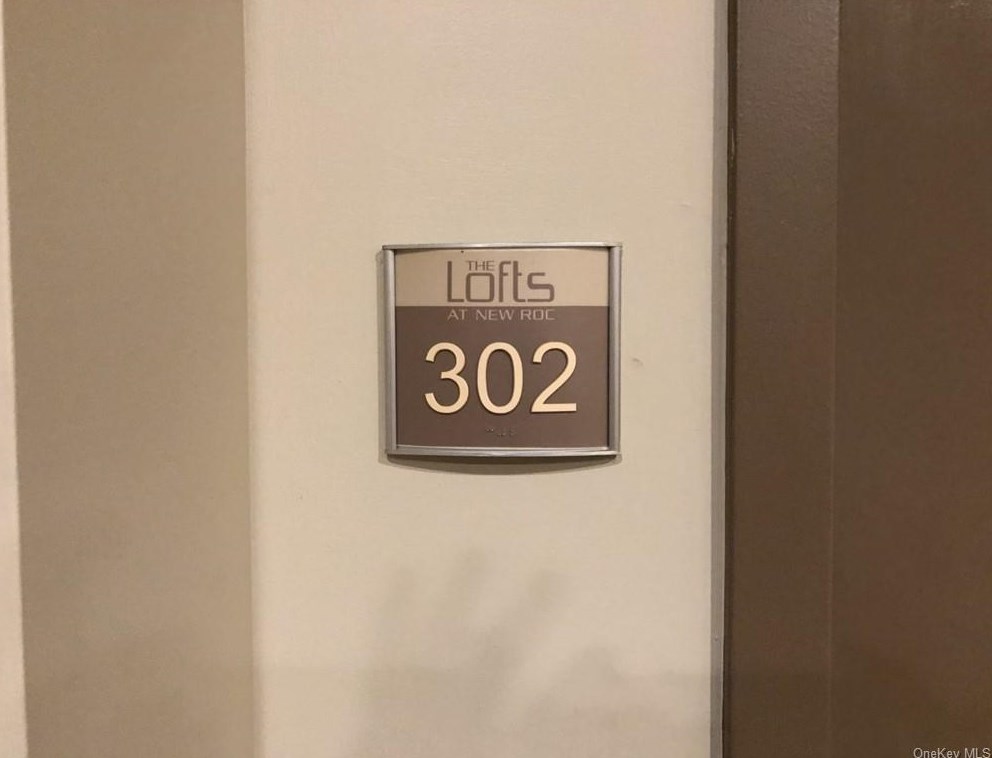 THE
Lofts
AT NEW ROC
302
OneKey MLS